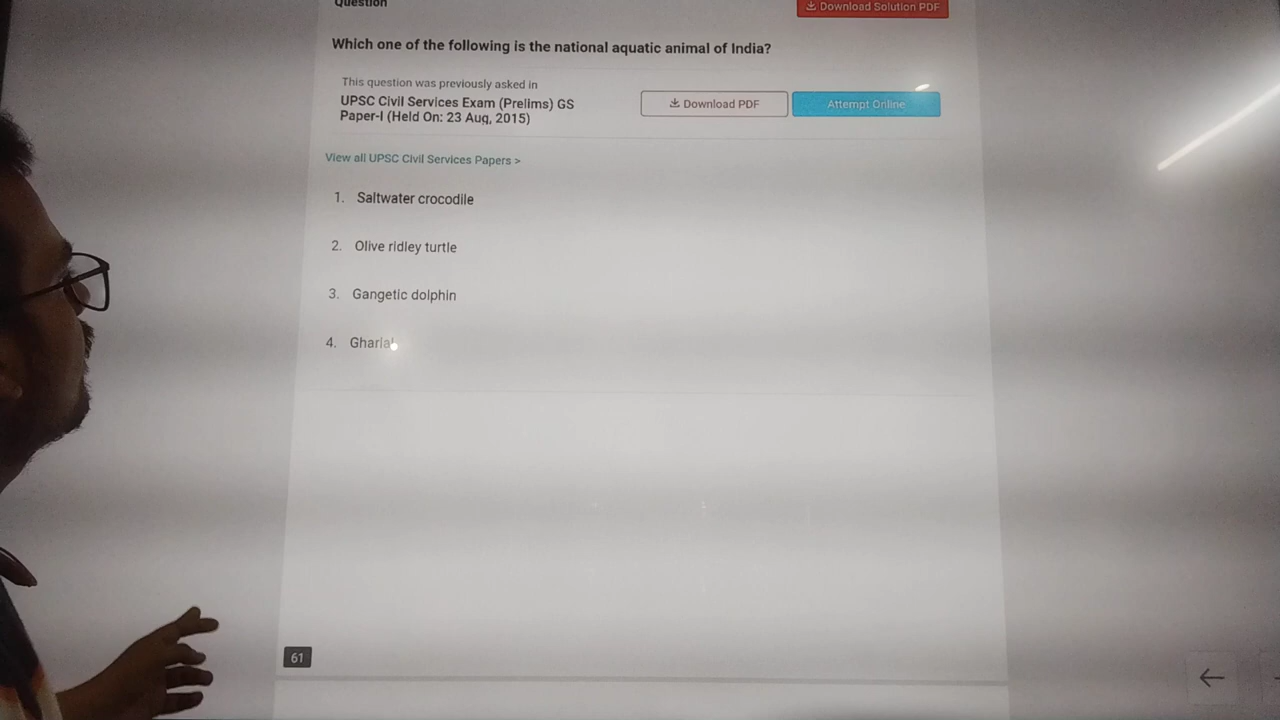 Question
Download Solution PDF
Which one of the following is the national aquatic animal of India?
This question was previously asked in
UPSC Civil Services Exam (Prelims) GS
Paper-I (Held On: 23 Aug, 2015)
Download PDF
Attempt Online
View all UPSC Civil Services Papers >
1. Saltwater crocodile
2. Olive ridley turtle
3. Gangetic dolphin
4. Gharial
61